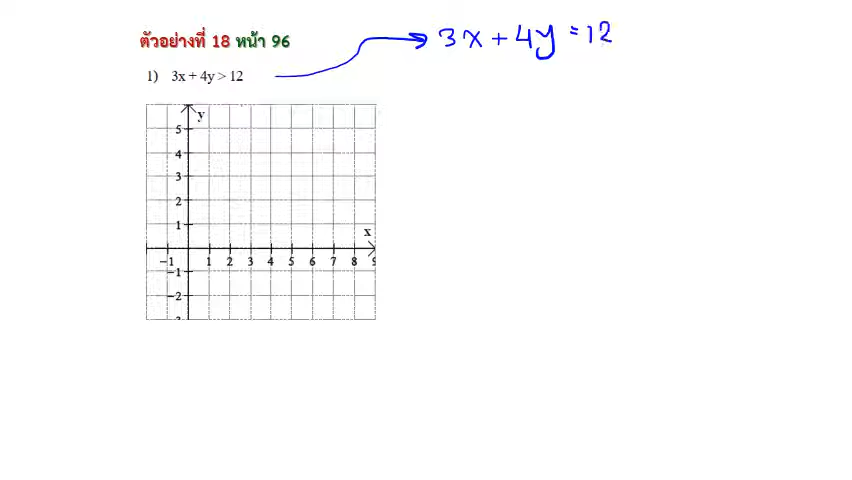 ตัวอย่างที่ 18 หน้า 96
3x + 4y = 12
1) 3x + 4y > 12
y
5
4
3
2
1
x
-1 1 2 3 4 5 6 7 8 9
-1
-2